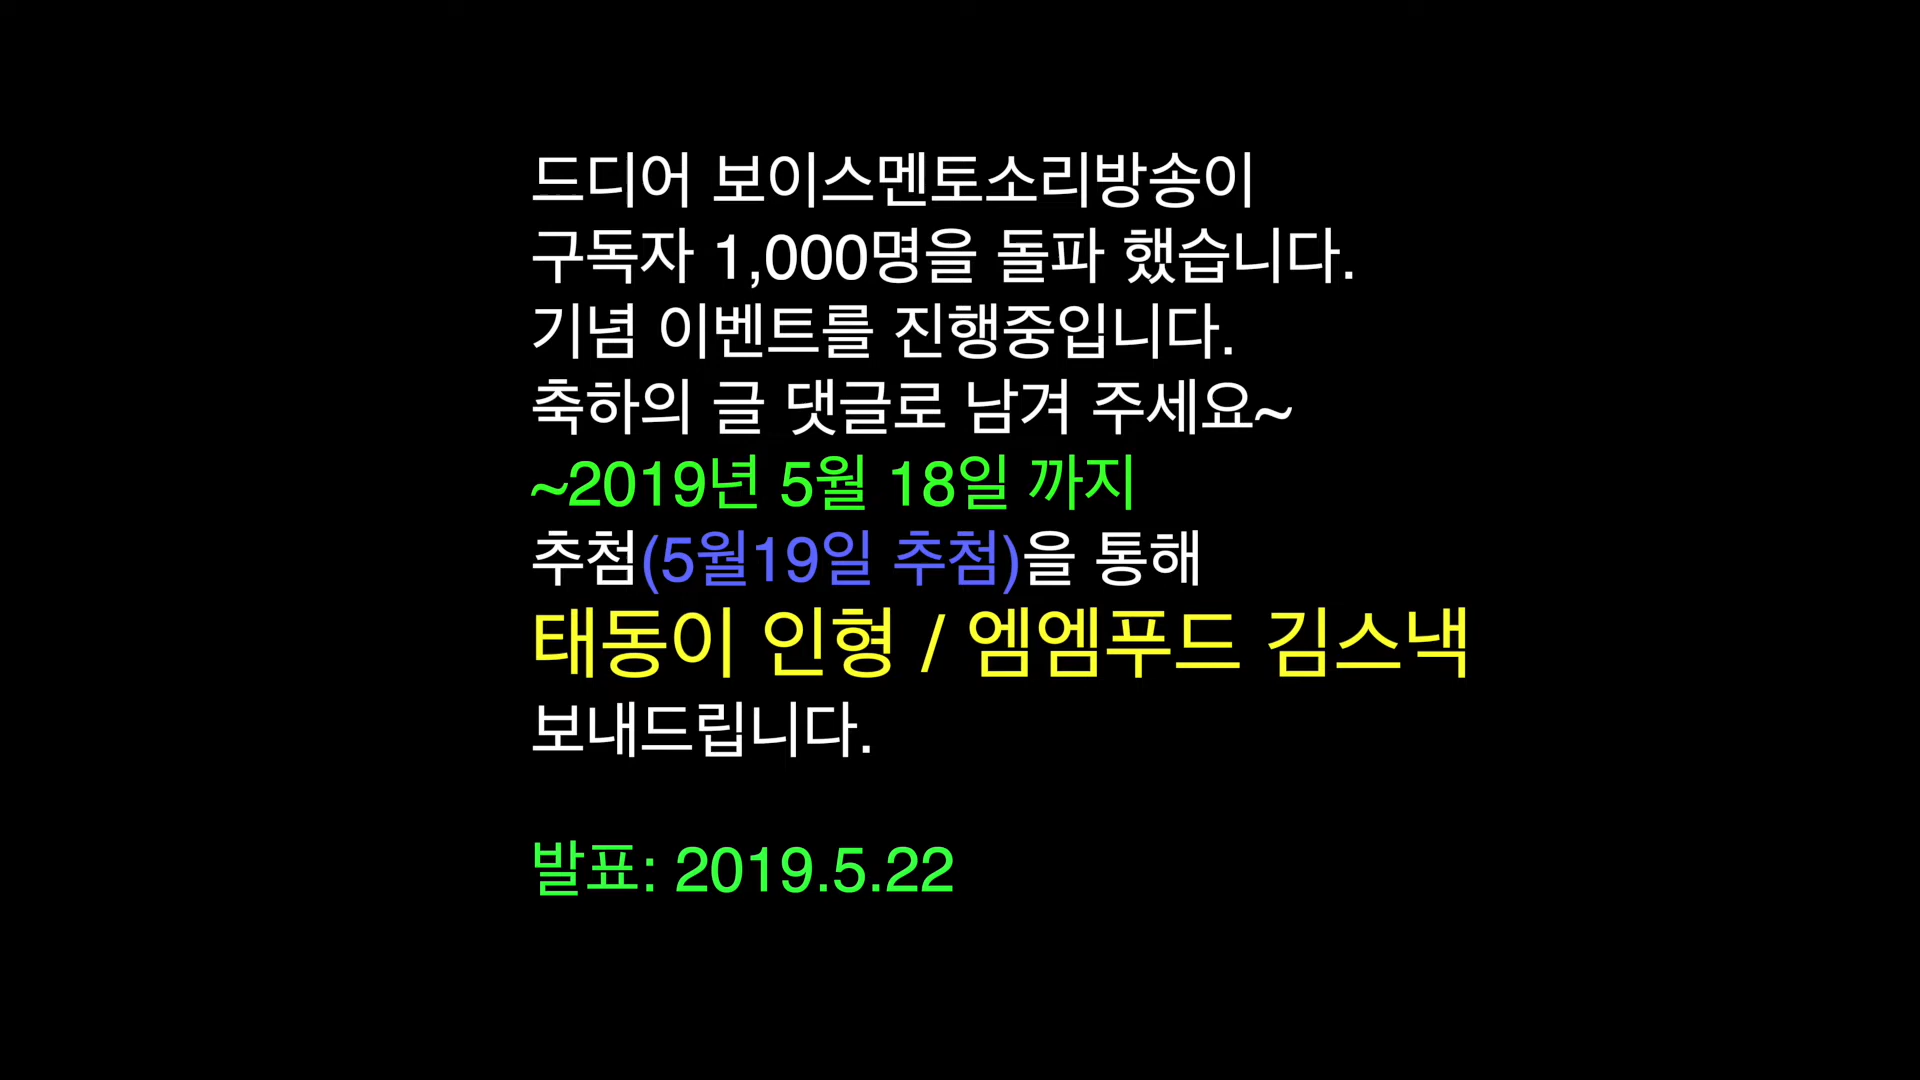 드디어 보이스멘토소리방송이
구독자 1,000명을 돌파 했습니다.
기념 이벤트를 진행중입니다.
축하의 글 댓글로 남겨 주세요~
~2019년 5월 18일 까지
추첨(5월19일 추첨)을 통해
태동이 인형 / 엠엠푸드 김스낵
보내드립니다.
발표: 2019.5.22